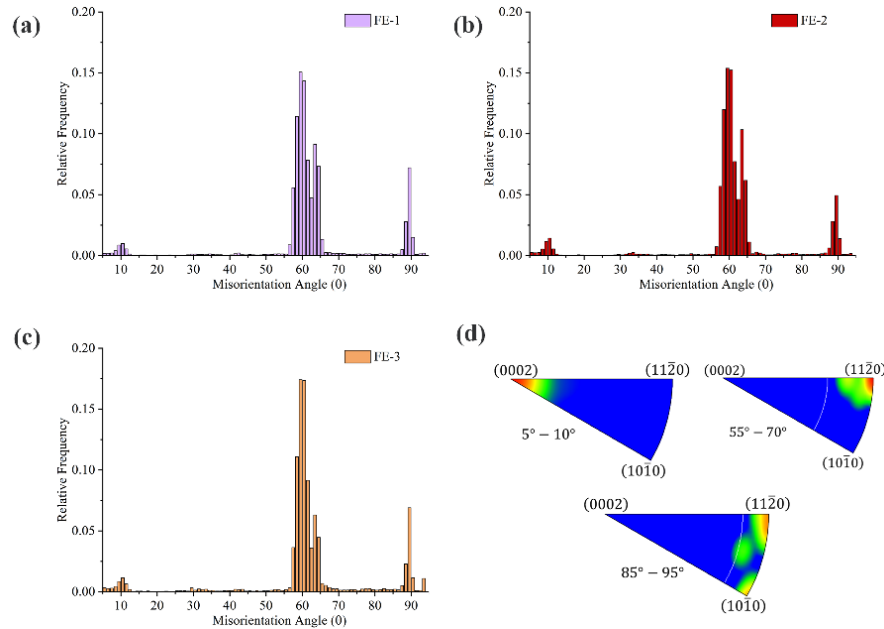 (a)
FE-1
0.20
0.15
0.10
0.05
0.00
Relative Frequency
10 20 30 40 50 60 70 80 90
Misorientation Angle (0)
(b)
FE-2
0.20
0.15
0.10
0.05
0.00
Relative Frequency
10 20 30 40 50 60 70 80 90
Misorientation Angle (0)
(c)
FE-3
0.20
0.15
0.10
0.05
0.00
Relative Frequency
10 20 30 40 50 60 70 80 90
Misorientation Angle (0)
(d)
(0002) (112̄0)
5° − 10°
(101̄0)
(0002) (112̄0)
55° − 70°
(101̄0)
(0002) (112̄0)
85° − 95°
(101̄0)